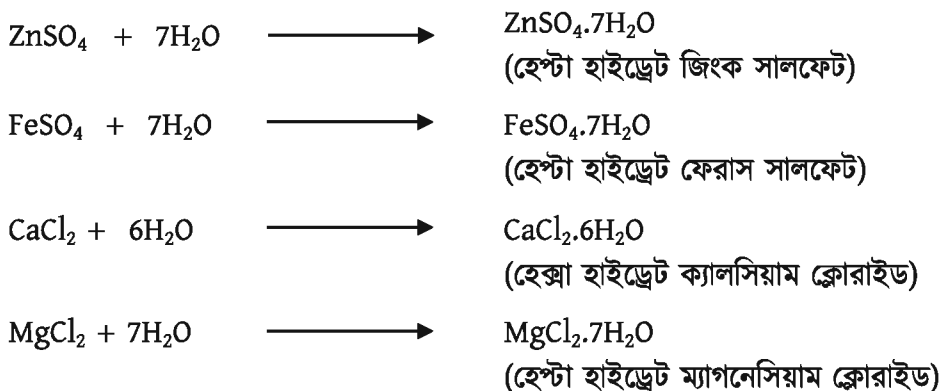 ZnSO₄ + 7H₂O ⟶ ZnSO₄.7H₂O
(হেপ্টা হাইড্রেট জিংক সালফেট)
FeSO₄ + 7H₂O ⟶ FeSO₄.7H₂O
(হেপ্টা হাইড্রেট ফেরাস সালফেট)
CaCl₂ + 6H₂O ⟶ CaCl₂.6H₂O
(হেক্সা হাইড্রেট ক্যালসিয়াম ক্লোরাইড)
MgCl₂ + 7H₂O ⟶ MgCl₂.7H₂O
(হেপ্টা হাইড্রেট ম্যাগনেসিয়াম ক্লোরাইড)